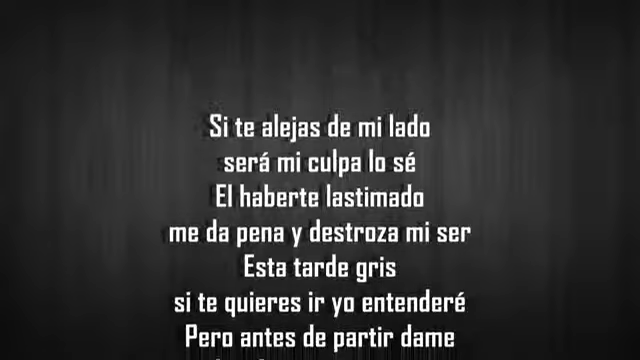 Si te alejas de mi lado
será mi culpa lo sé
El haberte lastimado
me da pena y destroza mi ser
Esta tarde gris
si te quieres ir yo entenderé
Pero antes de partir dame